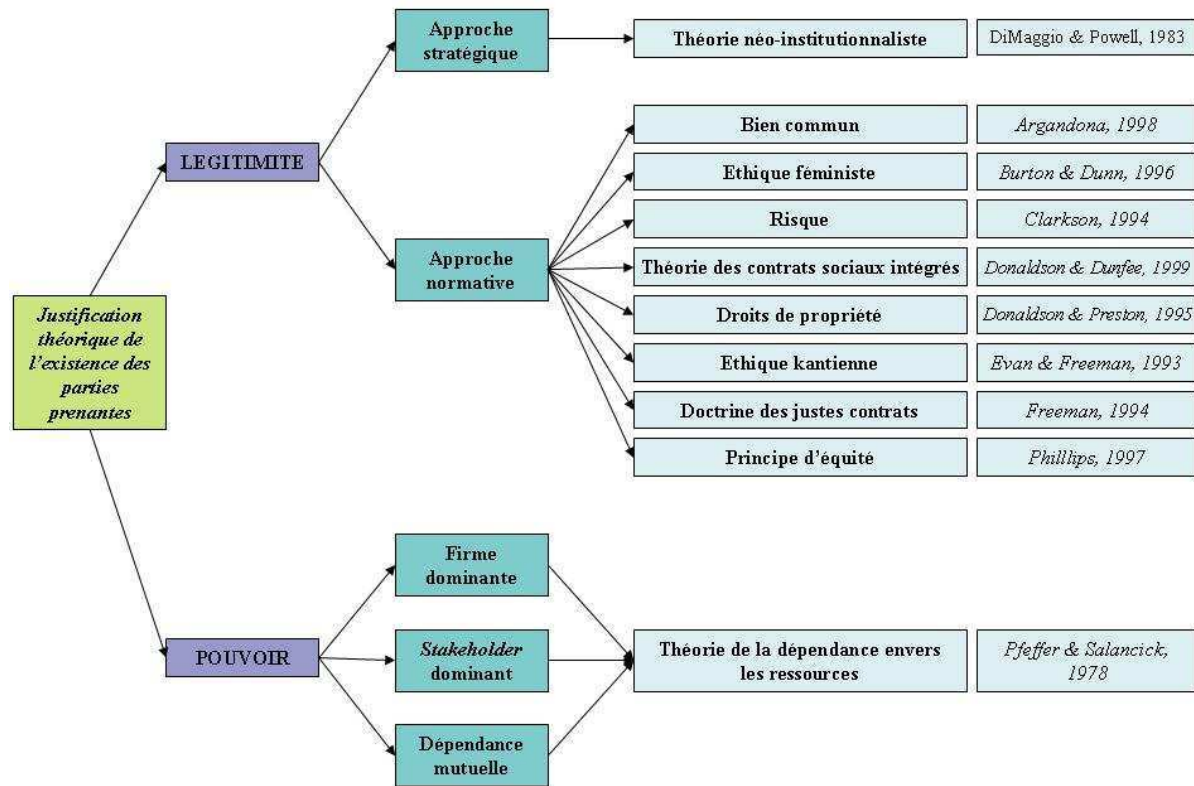 Approche
stratégique
Théorie néo-institutionnaliste
DiMaggio & Powell, 1983
LEGITIMITE
Approche
normative
Bien commun
Argandona, 1998
Ethique féministe
Burton & Dunn, 1996
Risque
Clarkson, 1994
Théorie des contrats sociaux intégrés
Donaldson & Dunfee, 1999
Droits de propriété
Donaldson & Preston, 1995
Ethique kantienne
Evan & Freeman, 1993
Doctrine des justes contrats
Freeman, 1994
Principe d'équité
Philllips, 1997
Justification
théorique de
l'existence des
parties
prenantes
POUVOIR
Firme
dominante
Stakeholder
dominant
Dépendance
mutuelle
Théorie de la dépendance envers
les ressources
Pfeffer & Salancick,
1978